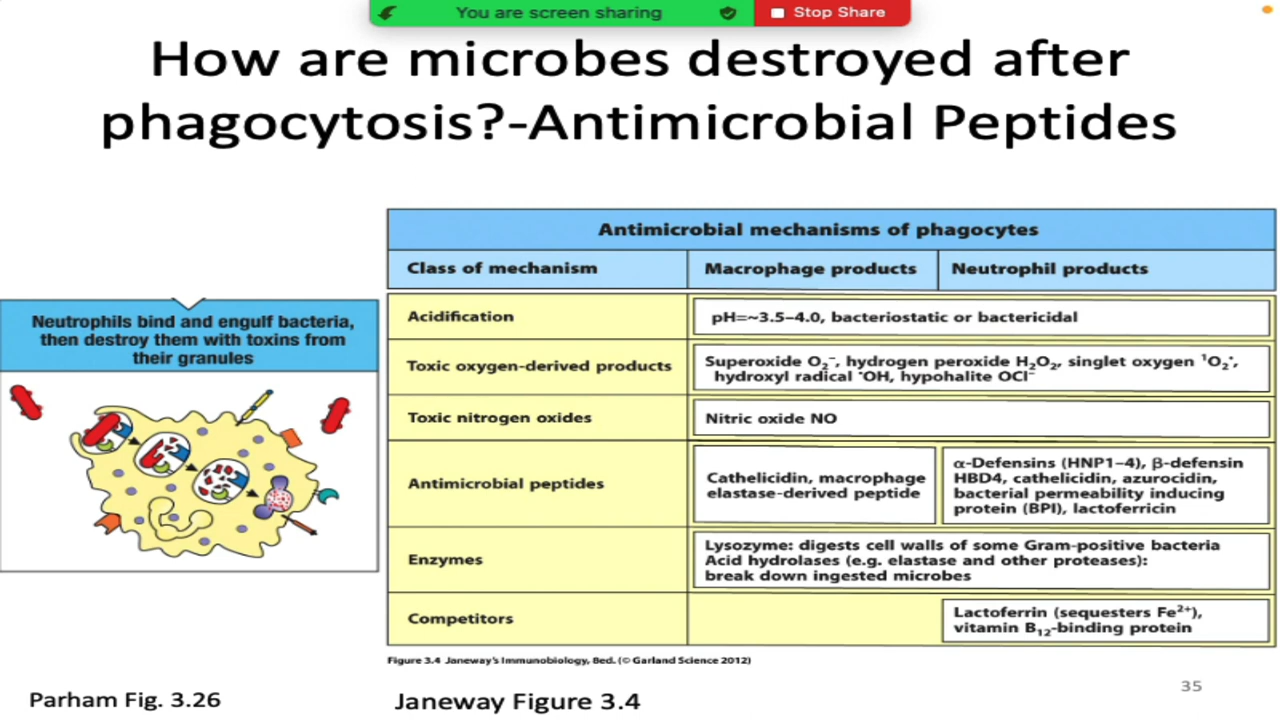 You are screen sharing
Stop Share
How are microbes destroyed after
phagocytosis?-Antimicrobial Peptides
Neutrophils bind and engulf bacteria,
then destroy them with toxins from
their granules
Antimicrobial mechanisms of phagocytes
Class of mechanism
Macrophage products
Neutrophil products
Acidification
pH=~3.5–4.0, bacteriostatic or bactericidal
Toxic oxygen-derived products
Superoxide O₂⁻, hydrogen peroxide H₂O₂, singlet oxygen ¹O₂˙,
hydroxyl radical ˙OH, hypohalite OCl⁻
Toxic nitrogen oxides
Nitric oxide NO
Antimicrobial peptides
Cathelicidin, macrophage
elastase-derived peptide
α-Defensins (HNP1–4), β-defensin
HBD4, cathelicidin, azurocidin,
bacterial permeability inducing
protein (BPI), lactoferricin
Enzymes
Lysozyme: digests cell walls of some Gram-positive bacteria
Acid hydrolases (e.g. elastase and other proteases):
break down ingested microbes
Competitors
Lactoferrin (sequesters Fe²⁺),
vitamin B₁₂-binding protein
Figure 3.4 Janeway's Immunobiology, 8ed. (© Garland Science 2012)
Parham Fig. 3.26
Janeway Figure 3.4
35